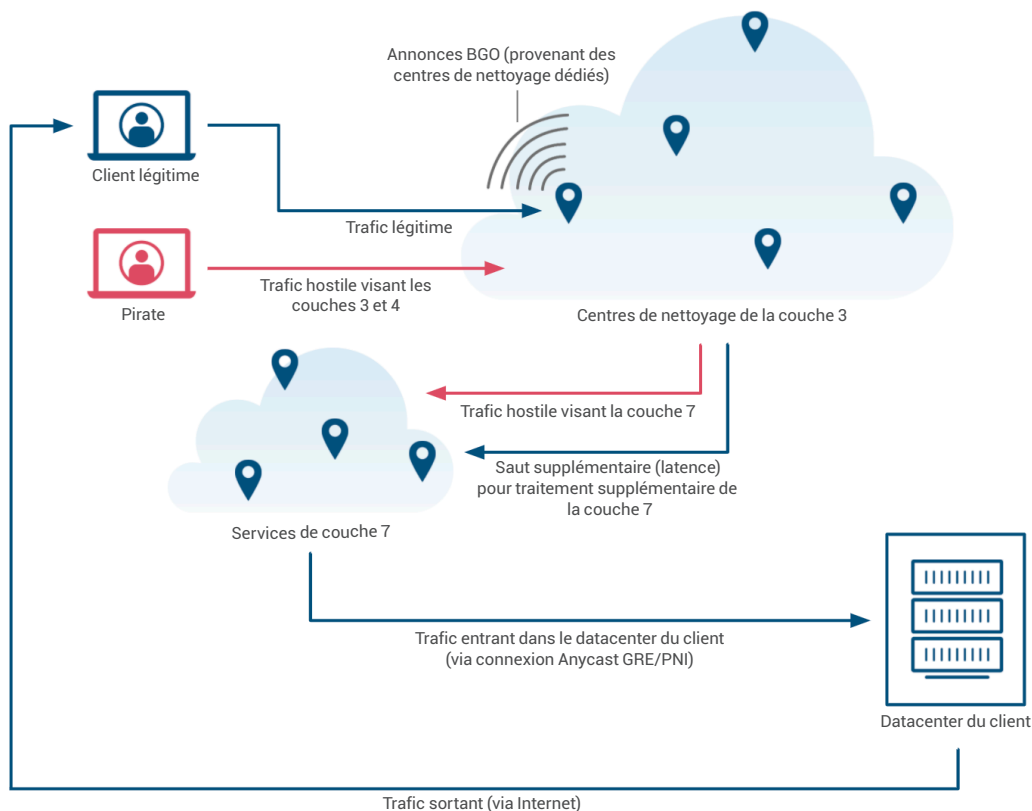 Annonces BGO (provenant des
centres de nettoyage dédiés)
Client légitime
Trafic légitime
Pirate
Trafic hostile visant les
couches 3 et 4
Centres de nettoyage de la couche 3
Trafic hostile visant la couche 7
Saut supplémentaire (latence)
pour traitement supplémentaire de
la couche 7
Services de couche 7
Trafic entrant dans le datacenter du client
(via connexion Anycast GRE/PNI)
Datacenter du client
Trafic sortant (via Internet)